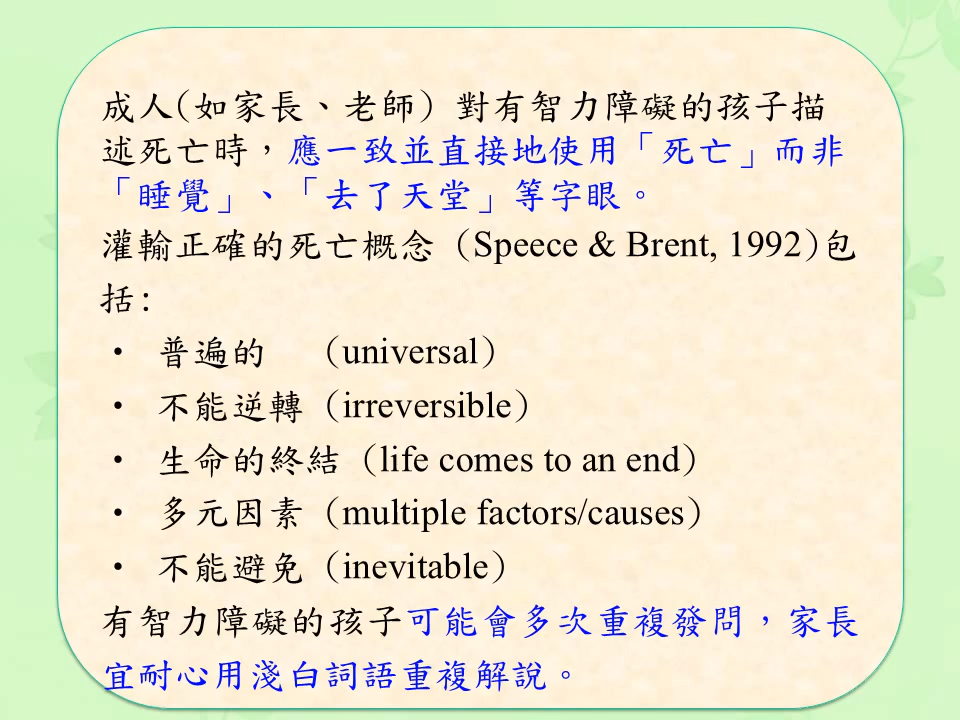 成人(如家長、老師) 對有智力障礙的孩子描
述死亡時，應一致並直接地使用「死亡」而非
「睡覺」、「去了天堂」等字眼。
灌輸正確的死亡概念 (Speece & Brent, 1992)包
括:
• 普遍的 (universal)
• 不能逆轉 (irreversible)
• 生命的終結 (life comes to an end)
• 多元因素 (multiple factors/causes)
• 不能避免 (inevitable)
有智力障礙的孩子可能會多次重複發問，家長
宜耐心用淺白詞語重複解說。